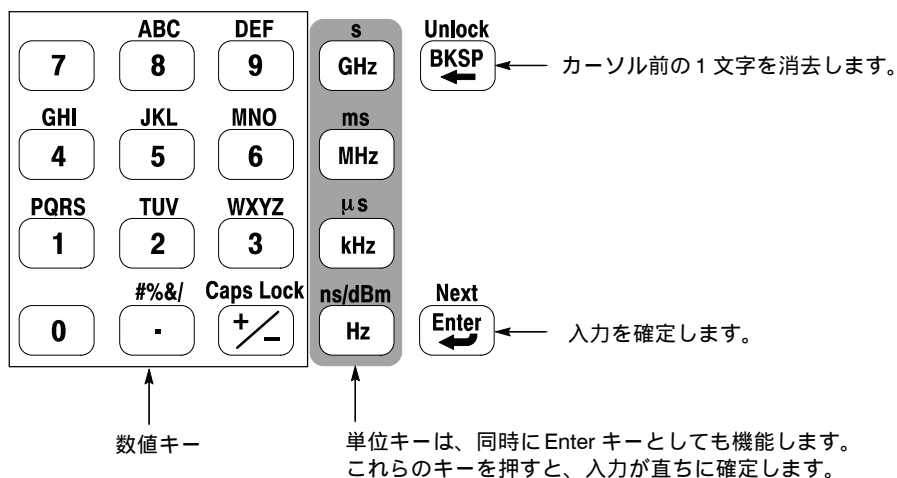 ABC DEF s Unlock
7 8 9 GHz BKSP カーソル前の1文字を消去します。
GHI JKL MNO ms
4 5 6 MHz
PQRS TUV WXYZ μs
1 2 3 kHz
#%&/ Caps Lock ns/dBm Next
0 . +/− Hz Enter 入力を確定します。
数値キー
単位キーは、同時にEnter キーとしても機能します。
これらのキーを押すと、入力が直ちに確定します。